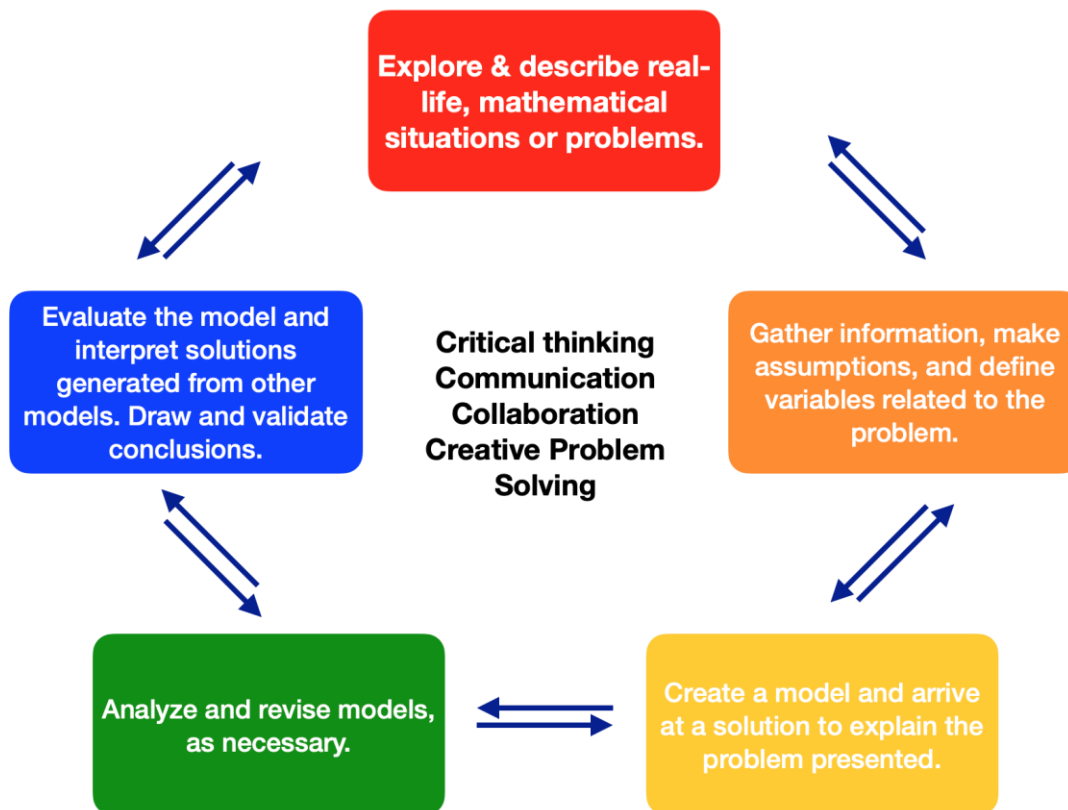 Explore & describe real-
life, mathematical
situations or problems.
Evaluate the model and
interpret solutions
generated from other
models. Draw and validate
conclusions.
Critical thinking
Communication
Collaboration
Creative Problem
Solving
Gather information, make
assumptions, and define
variables related to the
problem.
Analyze and revise models,
as necessary.
Create a model and arrive
at a solution to explain the
problem presented.